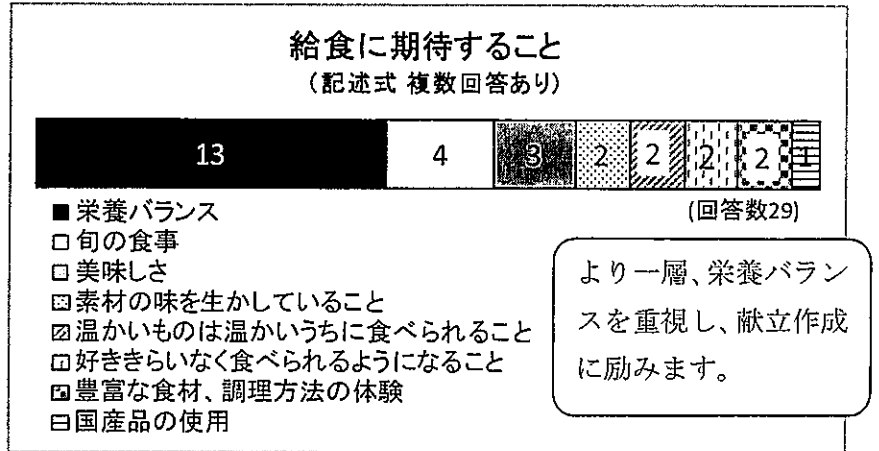 給食に期待すること
(記述式 複数回答あり)
13 4 3 2 2 2 2 1
(回答数29)
■栄養バランス
□旬の食事
□美味しさ
□素材の味を生かしていること
□温かいものは温かいうちに食べられること
□好ききらいなく食べられるようになること
□豊富な食材、調理方法の体験
□国産品の使用
より一層、栄養バラン
スを重視し、献立作成
に励みます。